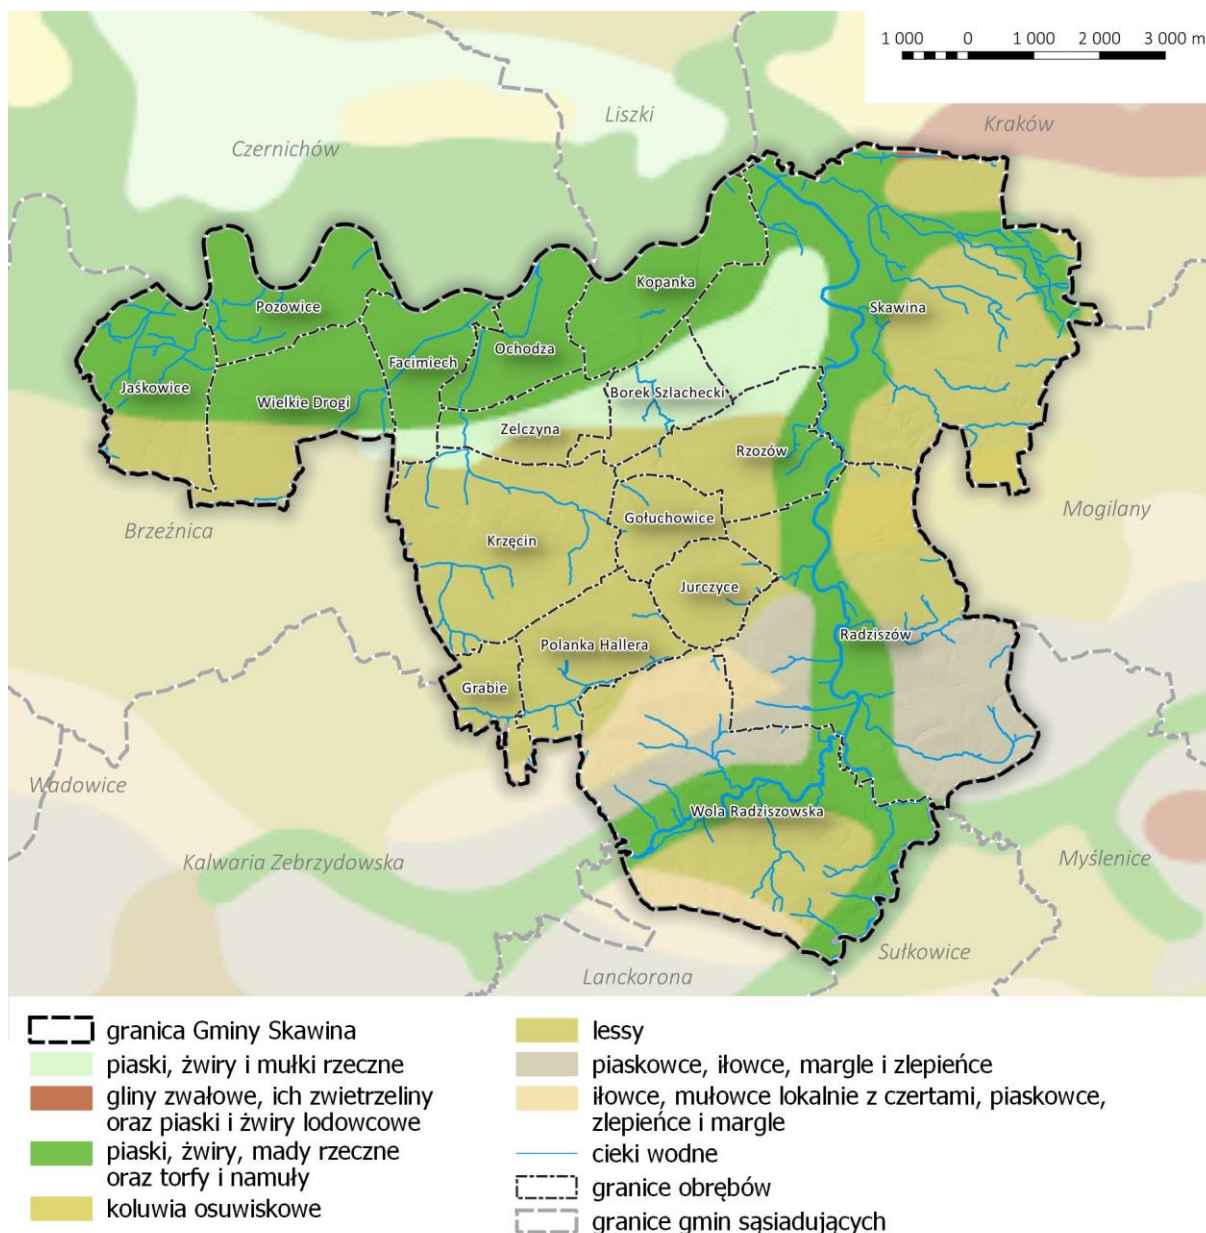 1 000 0 1 000 2 000 3 000 m
Liszki
Kraków
Czernichów
Kopanka
Pozowice
Skawina
Ochodza
Facimiech
Jaśkowice
Borek Szlachecki
Wielkie Drogi
Zelczyna
Rzozów
Mogilany
Brzeźnica
Gołuchowice
Krzęcin
Jurczyce
Radziszów
Polanka Hallera
Grabie
Wadowice
Wola Radziszowska
Kalwaria Zebrzydowska
Myślenice
Sułkowice
Lanckorona
granica Gminy Skawina
piaski, żwiry i mułki rzeczne
gliny zwałowe, ich zwietrzeliny
oraz piaski i żwiry lodowcowe
piaski, żwiry, mady rzeczne
oraz torfy i namuły
koluwia osuwiskowe
lessy
piaskowce, iłowce, margle i zlepieńce
iłowce, mułowce lokalnie z czertami, piaskowce,
zlepieńce i margle
cieki wodne
granice obrębów
granice gmin sąsiadujących